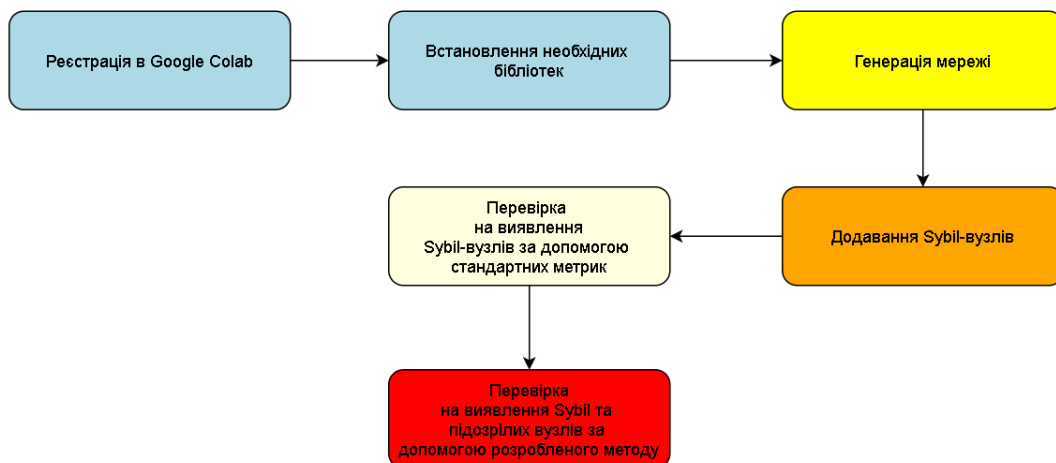 Реєстрація в Google Colab
Встановлення необхідних
бібліотек
Генерація мережі
Додавання Sybil-вузлів
Перевірка
на виявлення
Sybil-вузлів за допомогою
стандартних метрик
Перевірка
на виявлення Sybil та
підозрілих вузлів за
допомогою розробленого методу